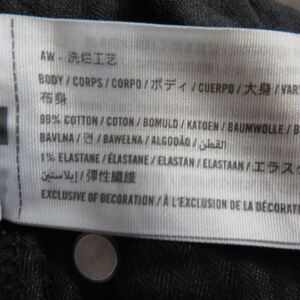 AW - 洗烂工艺
BODY / CORPS / CORPO / ボディ / CUERPO / 大身 / VAR
布身
99% COTTON / COTON / BOMULD / KATOEN / BAUMWOLLE /
BAVLNA / 면 / BAWEŁNA / ALGODÃO / القطن /
1% ELASTANE / ÉLASTANE / ELASTAN / ELASTAAN / エラス
إيلاستين / 彈性纖維
EXCLUSIVE OF DECORATION / À L'EXCLUSION DE LA DÉCORAT